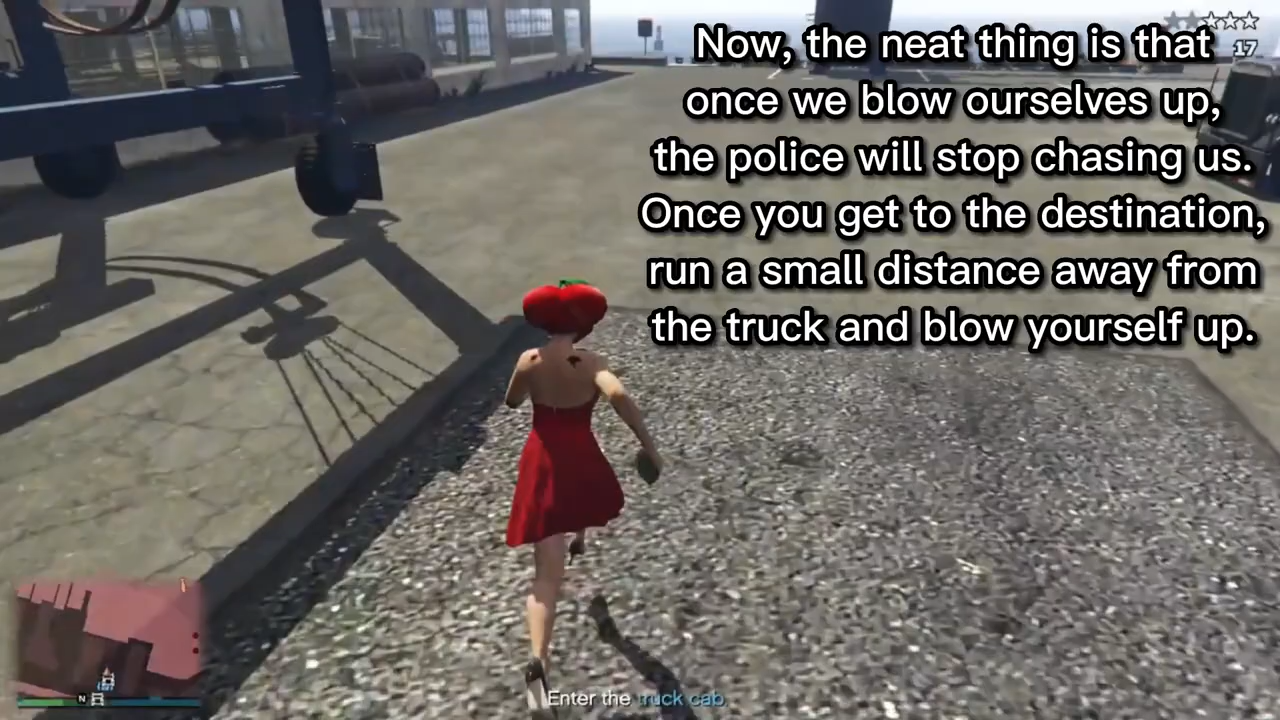 Now, the neat thing is that
17
once we blow ourselves up,
the police will stop chasing us.
Once you get to the destination,
run a small distance away from
the truck and blow yourself up.
N
Enter the truck cab.